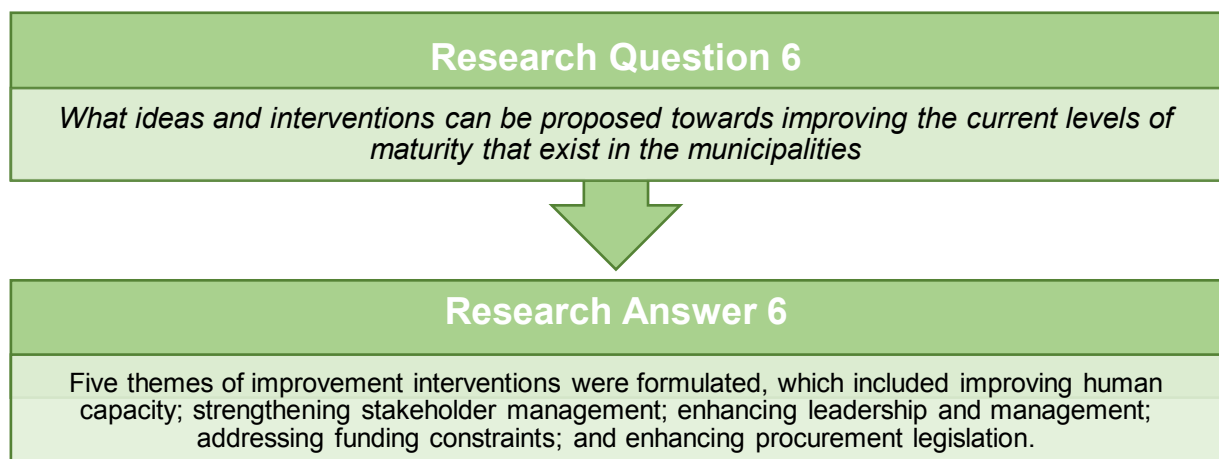 Research Question 6
What ideas and interventions can be proposed towards improving the current levels of
maturity that exist in the municipalities
Research Answer 6
Five themes of improvement interventions were formulated, which included improving human
capacity; strengthening stakeholder management; enhancing leadership and management;
addressing funding constraints; and enhancing procurement legislation.